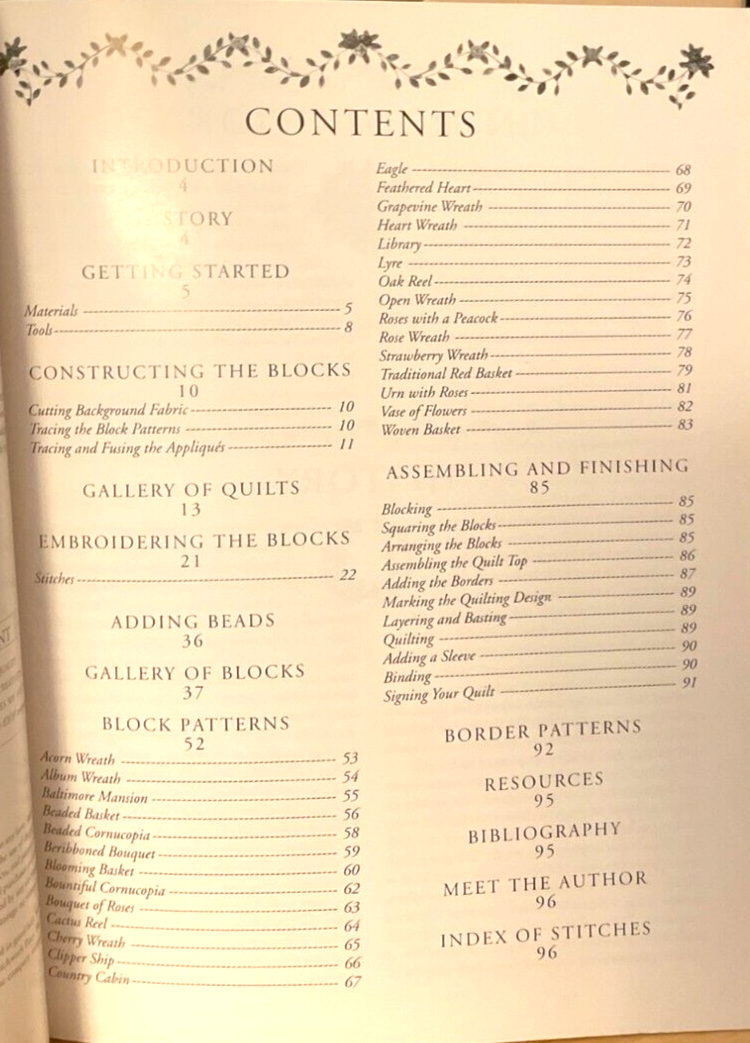 CONTENTS
INTRODUCTION
4
STORY
4
GETTING STARTED
5
Materials 5
Tools 8
CONSTRUCTING THE BLOCKS
10
Cutting Background Fabric 10
Tracing the Block Patterns 10
Tracing and Fusing the Appliqués 11
GALLERY OF QUILTS
13
EMBROIDERING THE BLOCKS
21
Stitches 22
ADDING BEADS
36
GALLERY OF BLOCKS
37
BLOCK PATTERNS
52
Acorn Wreath 53
Album Wreath 54
Baltimore Mansion 55
Beaded Basket 56
Beaded Cornucopia 58
Beribboned Bouquet 59
Blooming Basket 60
Bountiful Cornucopia 62
Bouquet of Roses 63
Cactus Reel 64
Cherry Wreath 65
Clipper Ship 66
Country Cabin 67
Eagle 68
Feathered Heart 69
Grapevine Wreath 70
Heart Wreath 71
Library 72
Lyre 73
Oak Reel 74
Open Wreath 75
Roses with a Peacock 76
Rose Wreath 77
Strawberry Wreath 78
Traditional Red Basket 79
Urn with Roses 81
Vase of Flowers 82
Woven Basket 83
ASSEMBLING AND FINISHING
85
Blocking 85
Squaring the Blocks 85
Arranging the Blocks 85
Assembling the Quilt Top 86
Adding the Borders 87
Marking the Quilting Design 89
Layering and Basting 89
Quilting 89
Adding a Sleeve 90
Binding 90
Signing Your Quilt 91
BORDER PATTERNS
92
RESOURCES
95
BIBLIOGRAPHY
95
MEET THE AUTHOR
96
INDEX OF STITCHES
96